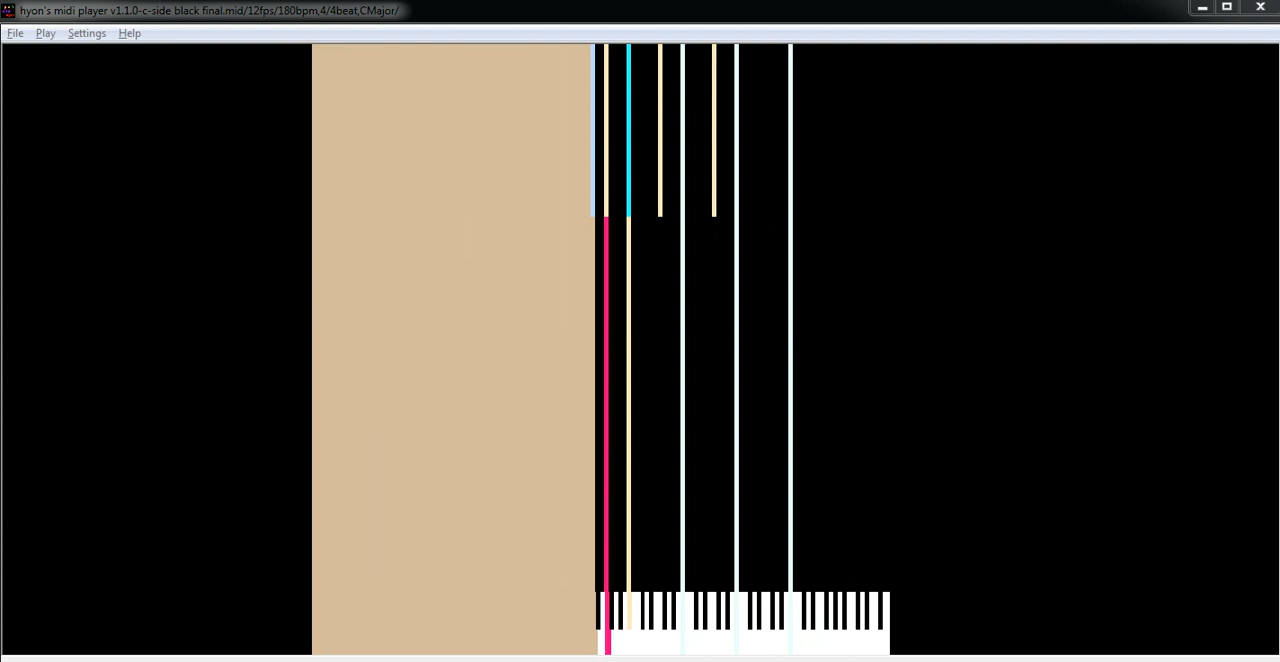 hyon's midi player v1.1.0-c-side black final.mid/12fps/180bpm,4/4beat,CMajor/
File Play Settings Help